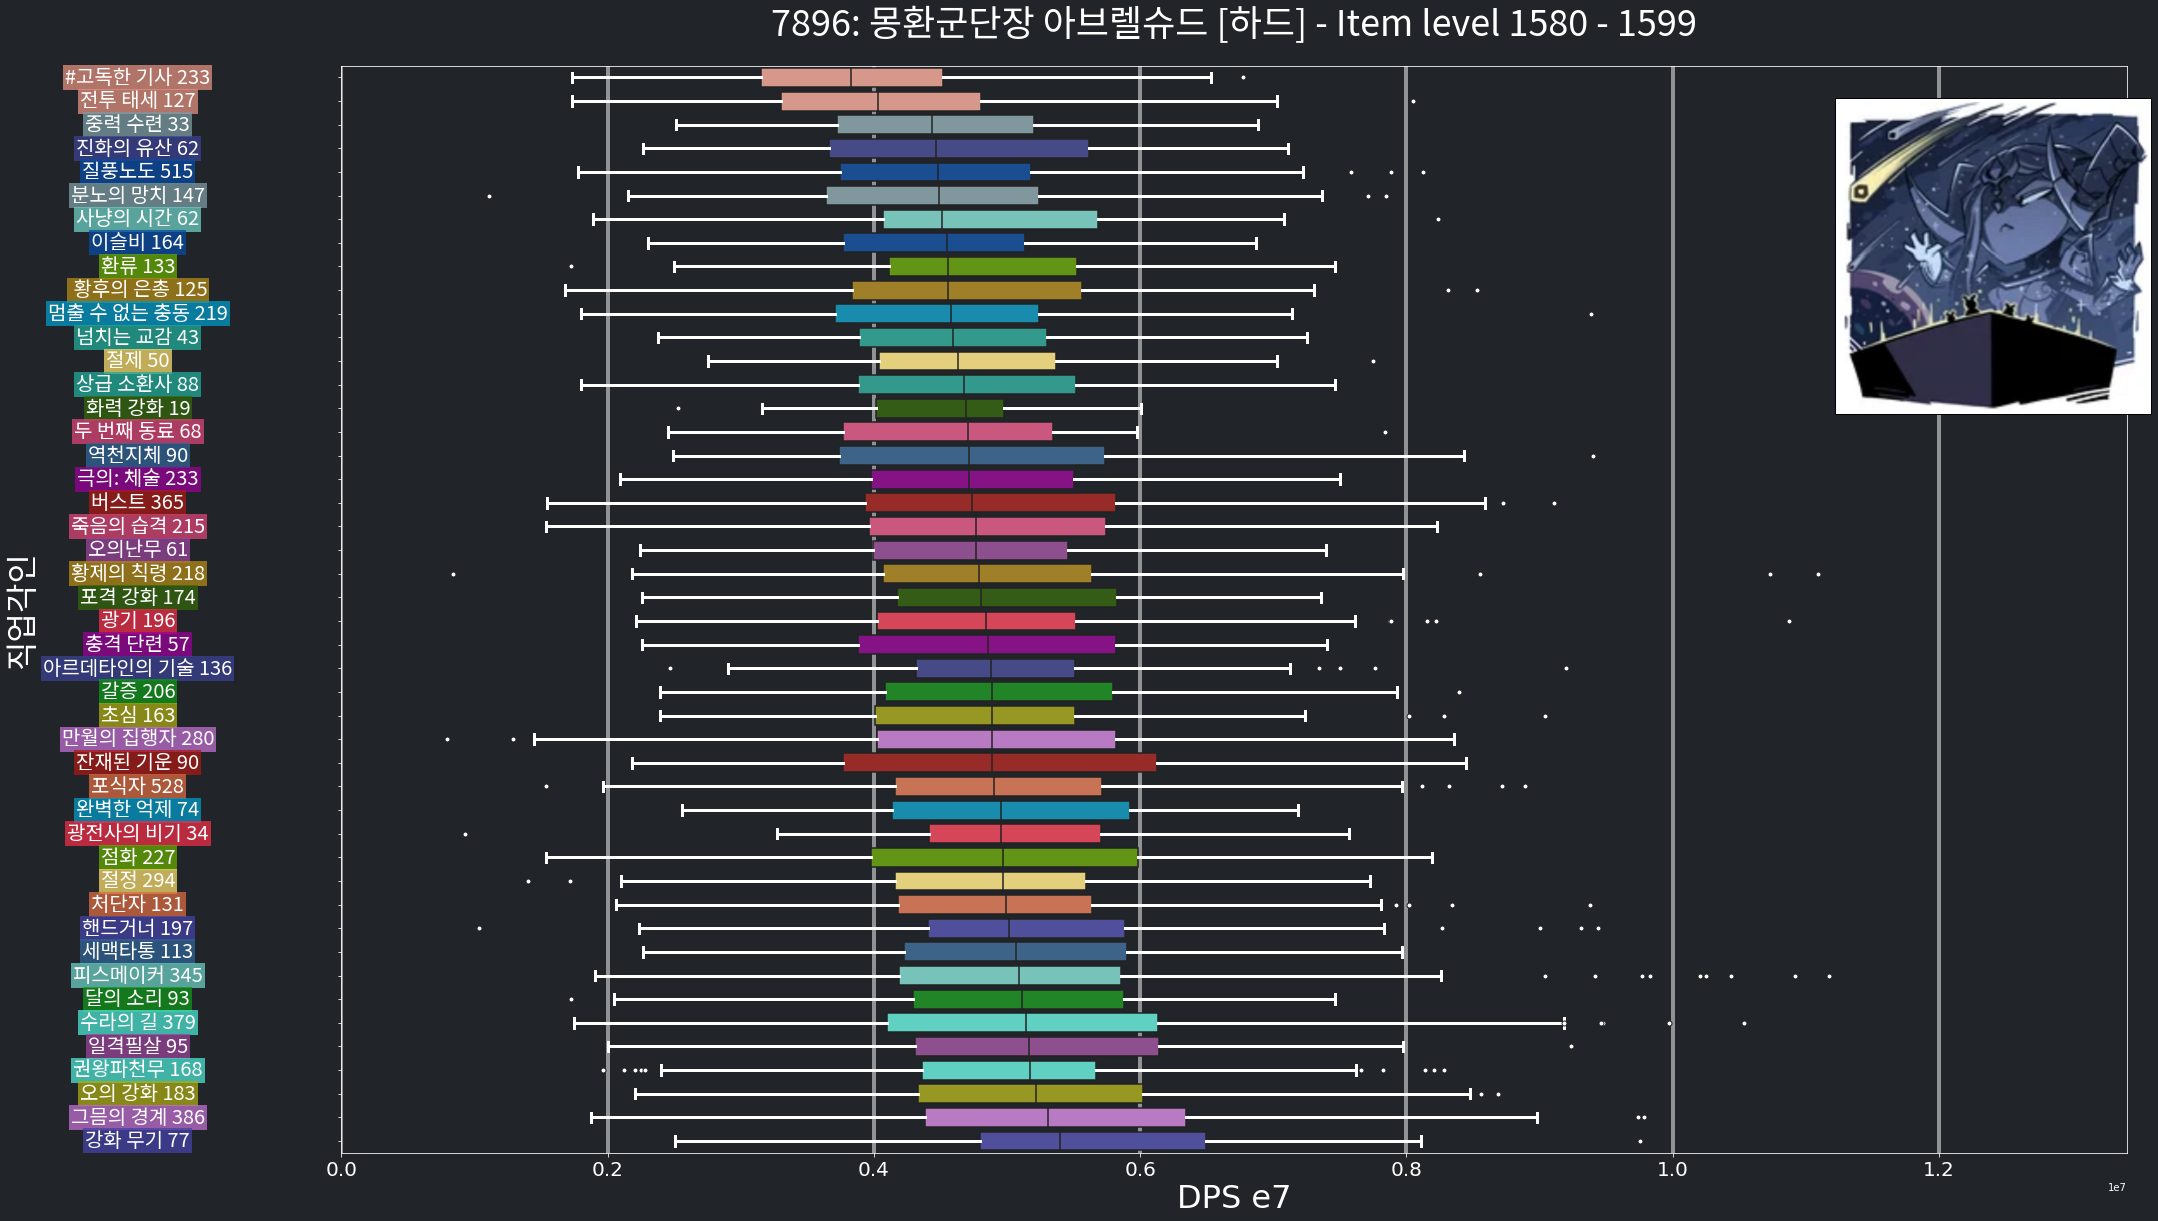 7896: 몽환군단장 아브렐슈드 [하드] - Item level 1580 - 1599
직업각인
#고독한 기사 233
전투 태세 127
중력 수련 33
진화의 유산 62
질풍노도 515
분노의 망치 147
사냥의 시간 62
이슬비 164
환류 133
황후의 은총 125
멈출 수 없는 충동 219
넘치는 교감 43
절제 50
상급 소환사 88
화력 강화 19
두 번째 동료 68
역천지체 90
극의: 체술 233
버스트 365
죽음의 습격 215
오의난무 61
황제의 칙령 218
포격 강화 174
광기 196
충격 단련 57
아르데타인의 기술 136
갈증 206
초심 163
만월의 집행자 280
잔재된 기운 90
포식자 528
완벽한 억제 74
광전사의 비기 34
점화 227
절정 294
처단자 131
핸드거너 197
세맥타통 113
피스메이커 345
달의 소리 93
수라의 길 379
일격필살 95
권왕파천무 168
오의 강화 183
그믐의 경계 386
강화 무기 77
0.0 0.2 0.4 0.6 0.8 1.0 1.2
1e7
DPS e7